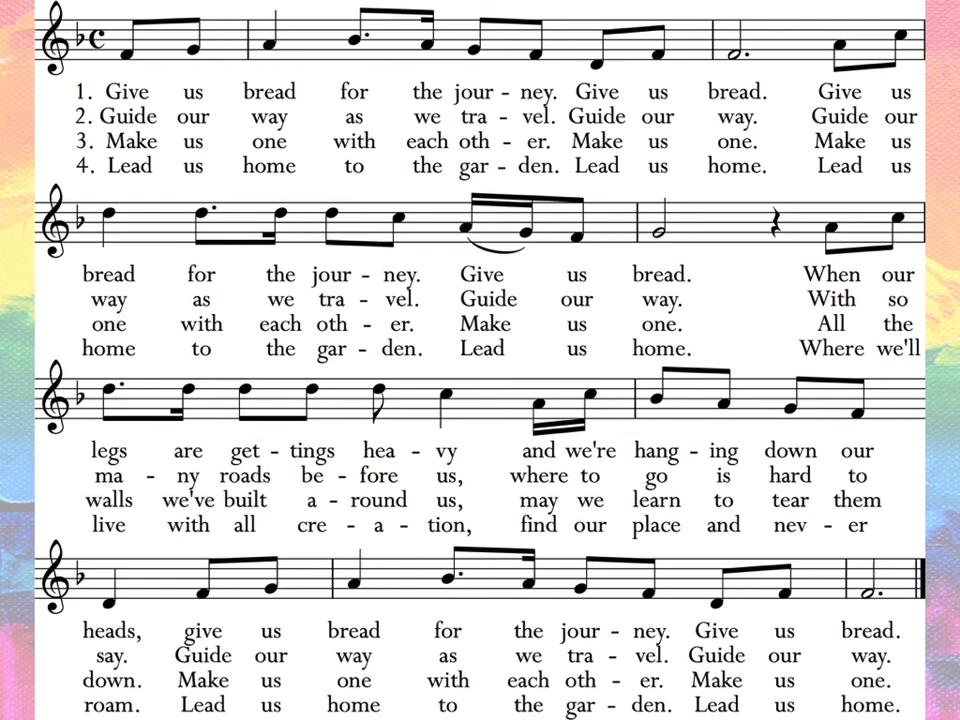 1. Give us bread for the jour - ney. Give us bread. Give us
2. Guide our way as we tra - vel. Guide our way. Guide our
3. Make us one with each oth - er. Make us one. Make us
4. Lead us home to the gar - den. Lead us home. Lead us
bread for the jour - ney. Give us bread. When our
way as we tra - vel. Guide our way. With so
one with each oth - er. Make us one. All the
home to the gar - den. Lead us home. Where we'll
legs are get - tings hea - vy and we're hang - ing down our
ma - ny roads be - fore us, where to go is hard to
walls we've built a - round us, may we learn to tear them
live with all cre - a - tion, find our place and nev - er
heads, give us bread for the jour - ney. Give us bread.
say. Guide our way as we tra - vel. Guide our way.
down. Make us one with each oth - er. Make us one.
roam. Lead us home to the gar - den. Lead us home.